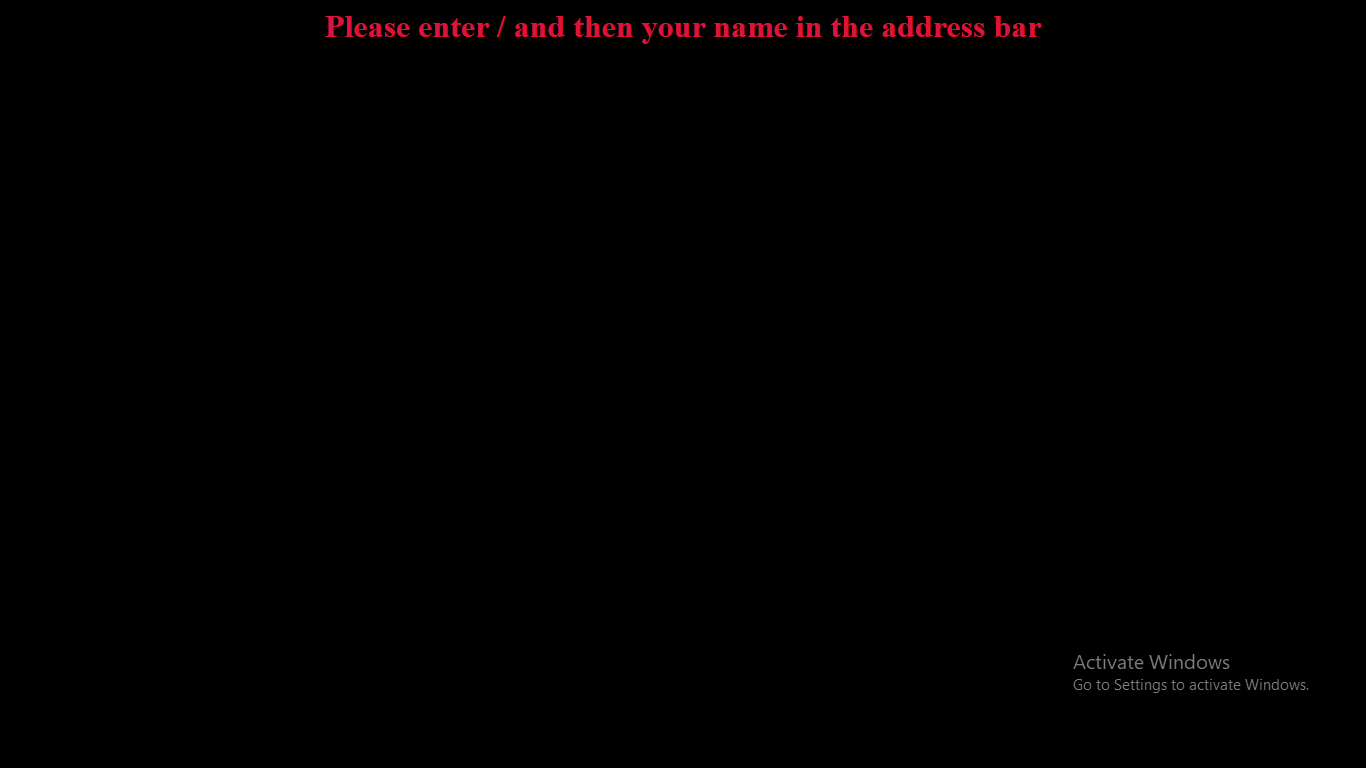 Please enter / and then your name in the address bar
Activate Windows
Go to Settings to activate Windows.